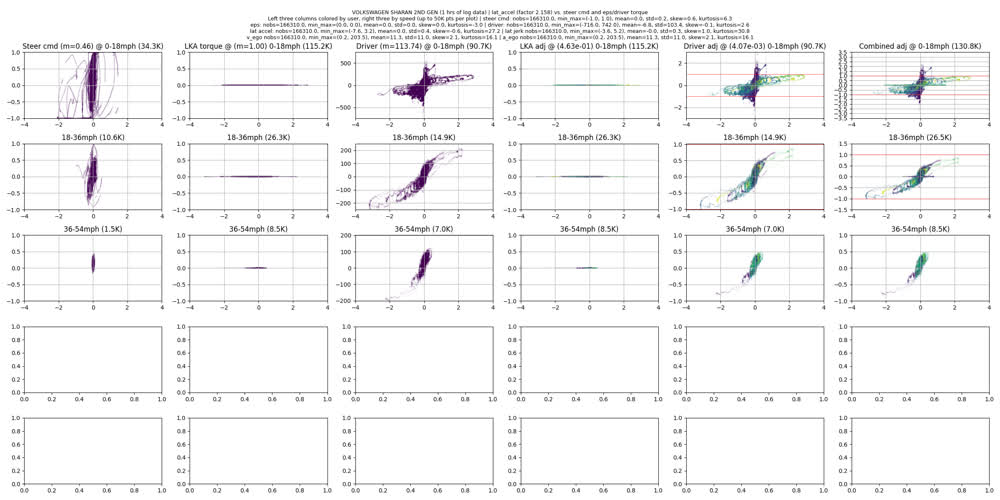 VOLKSWAGEN SHARAN 2ND GEN (1 hrs of log data) | lat_accel (factor 2.158) vs. steer cmd and eps/driver torque
Left three columns colored by user, right three by speed (up to 50K pts per plot) | steer cmd: nobs=166310.0, min_max=(-1.0, 1.0), mean=0.0, std=0.2, skew=-0.6, kurtosis=6.3
eps: nobs=166310.0, min_max=(0.0, 0.0), mean=0.0, std=0.0, skew=0.0, kurtosis=-3.0 | driver: nobs=166310.0, min_max=(-716.0, 742.0), mean=-6.8, std=103.4, skew=-0.1, kurtosis=2.6
lat accel: nobs=166310.0, min_max=(-7.6, 3.2), mean=0.0, std=0.4, skew=-0.6, kurtosis=27.2 | lat jerk nobs=166310.0, min_max=(-3.6, 5.2), mean=-0.0, std=0.3, skew=1.0, kurtosis=30.8
v_ego: nobs=166310.0, min_max=(0.2, 203.5), mean=11.3, std=11.0, skew=2.1, kurtosis=16.1 | a_ego nobs=166310.0, min_max=(0.2, 203.5), mean=11.3, std=11.0, skew=2.1, kurtosis=16.1
Steer cmd (m=0.46) @ 0-18mph (34.3K)
LKA torque @ (m=1.00) 0-18mph (115.2K)
Driver (m=113.74) @ 0-18mph (90.7K)
LKA adj @ (4.63e-01) 0-18mph (115.2K)
Driver adj @ (4.07e-03) 0-18mph (90.7K)
Combined adj @ 0-18mph (130.8K)
18-36mph (10.6K)
18-36mph (26.3K)
18-36mph (14.9K)
18-36mph (26.3K)
18-36mph (14.9K)
18-36mph (26.5K)
36-54mph (1.5K)
36-54mph (8.5K)
36-54mph (7.0K)
36-54mph (8.5K)
36-54mph (7.0K)
36-54mph (8.5K)